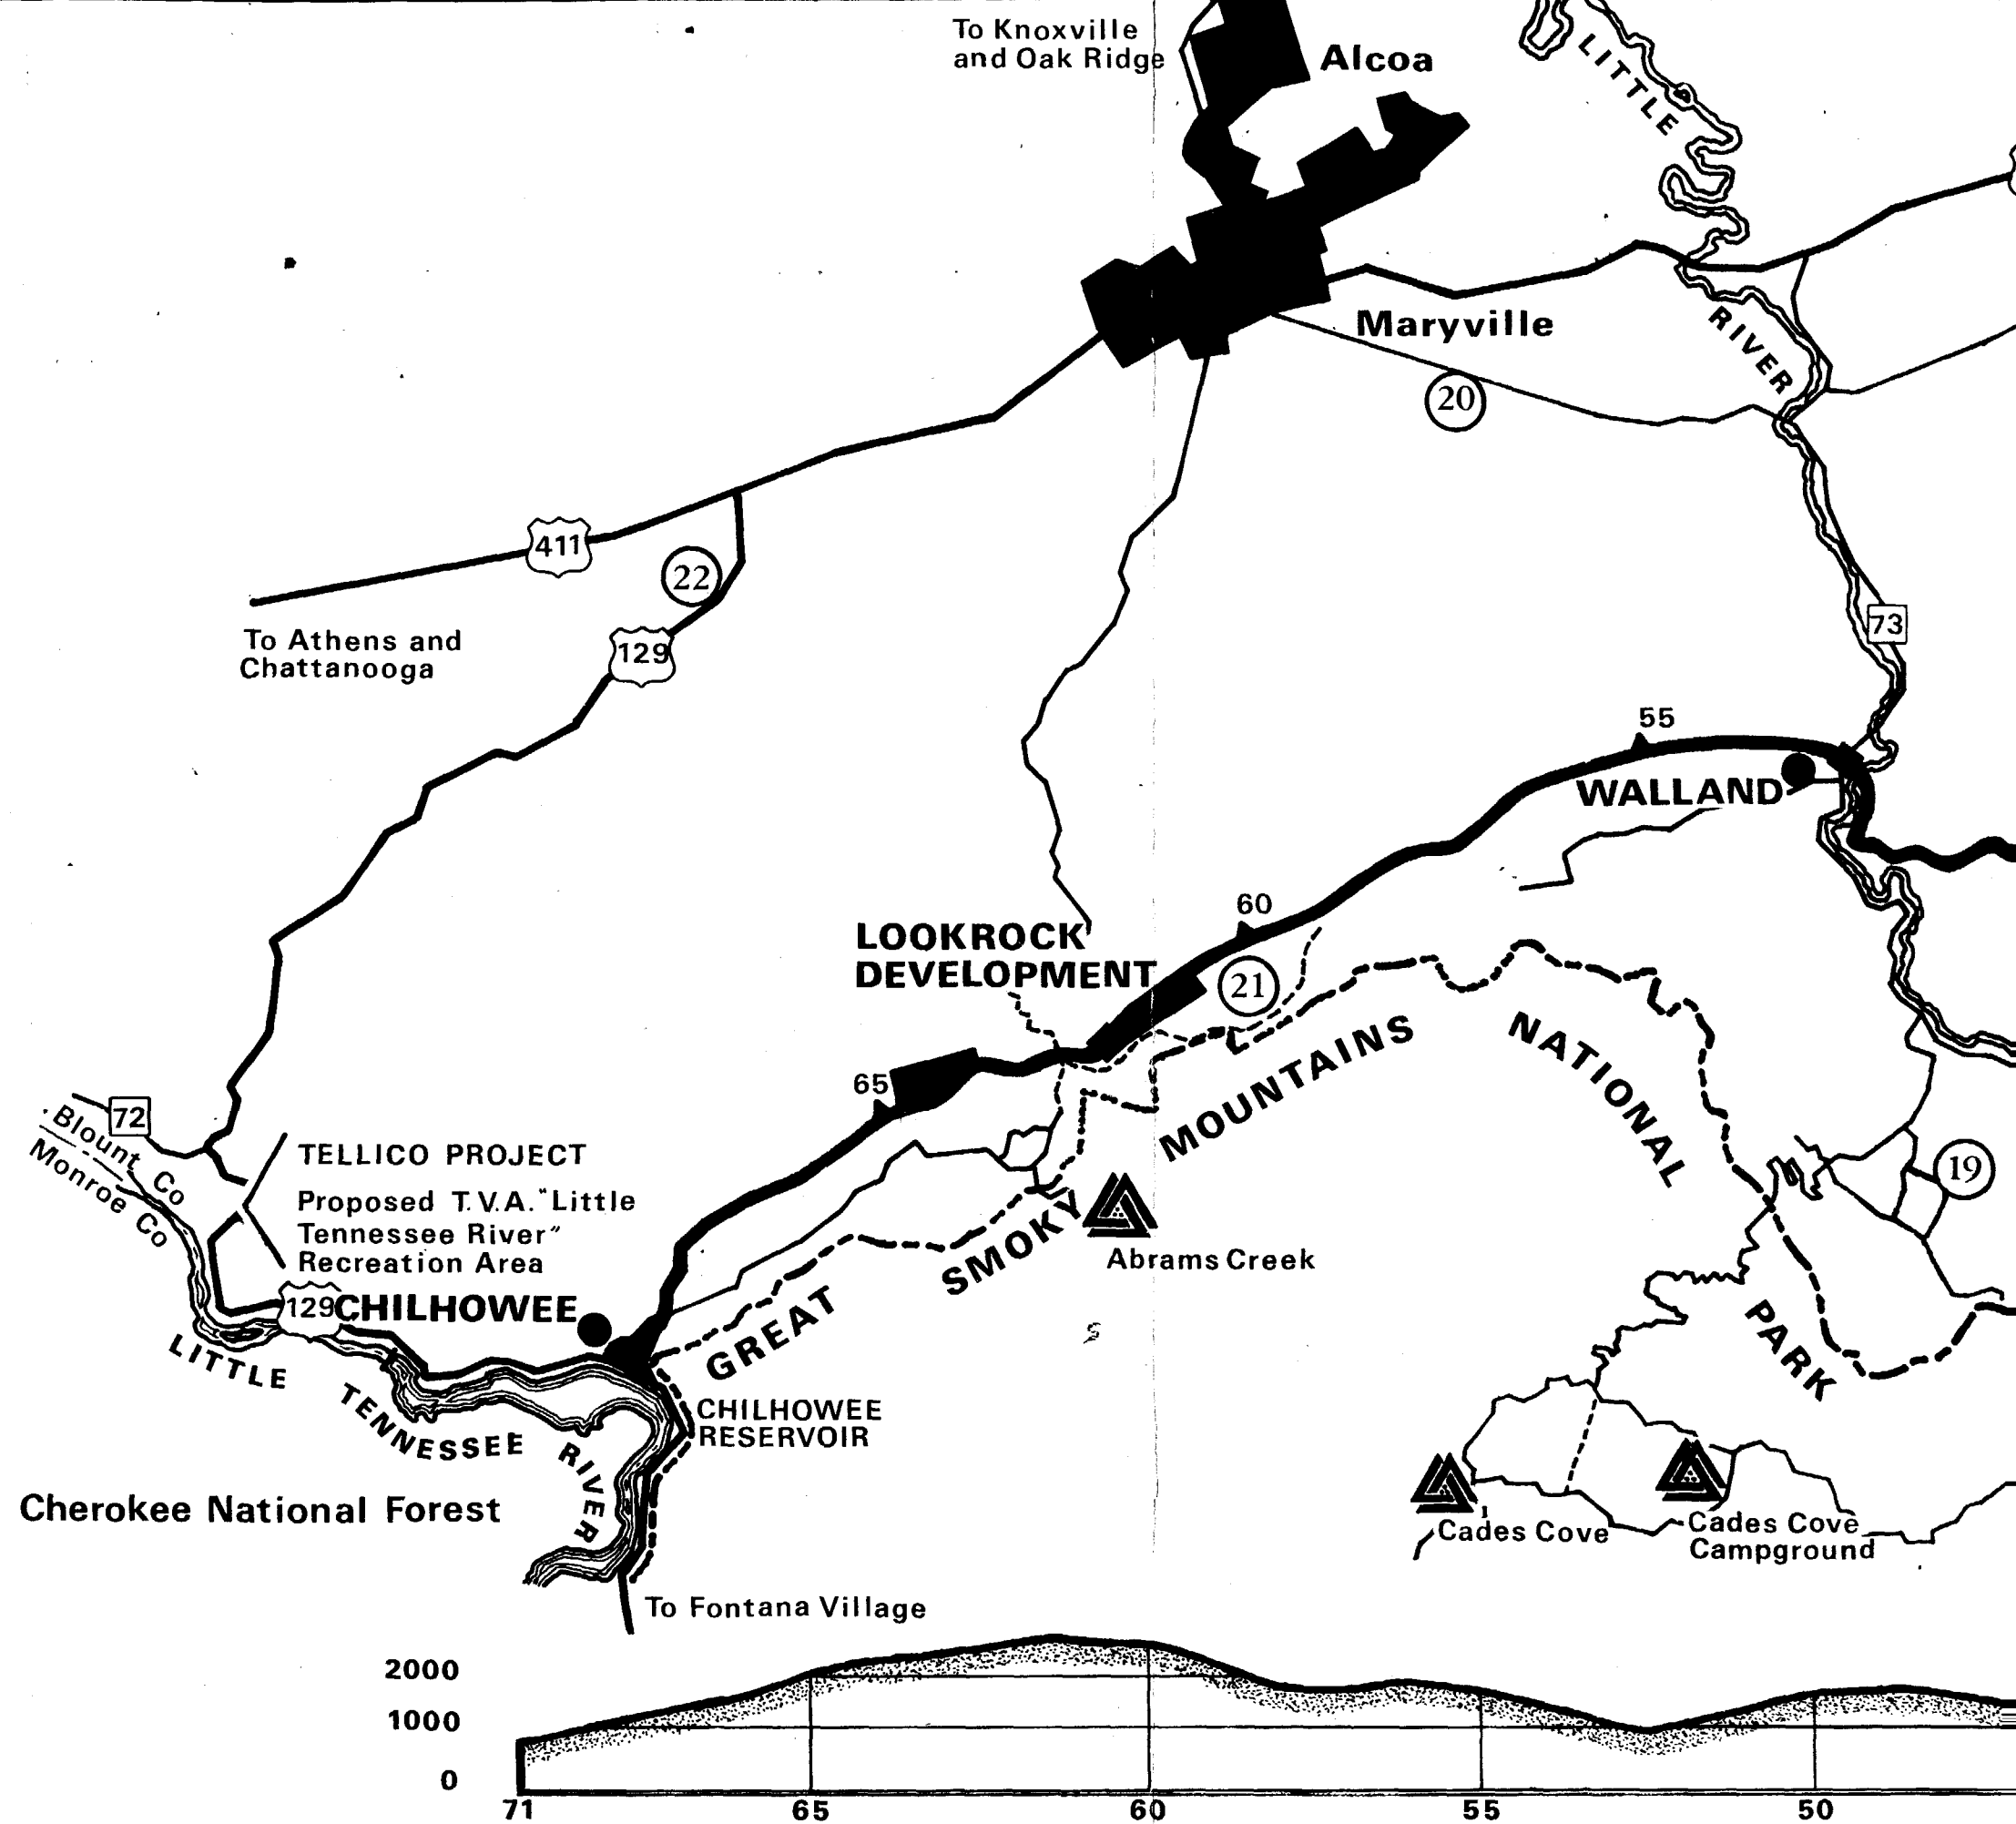 To Knoxville
and Oak Ridge
Alcoa
LITTLE
RIVER
Maryville
20
411
22
129
To Athens and
Chattanooga
73
55
WALLAND
60
LOOKROCK
DEVELOPMENT
21
65
72
Blount Co
Monroe Co
TELLICO PROJECT
Proposed T.V.A. "Little
Tennessee River"
Recreation Area
129
CHILHOWEE
GREAT SMOKY MOUNTAINS NATIONAL PARK
Abrams Creek
19
LITTLE TENNESSEE RIVER
CHILHOWEE
RESERVOIR
Cherokee National Forest
Cades Cove
Cades Cove
Campground
To Fontana Village
2000
1000
0
71 65 60 55 50